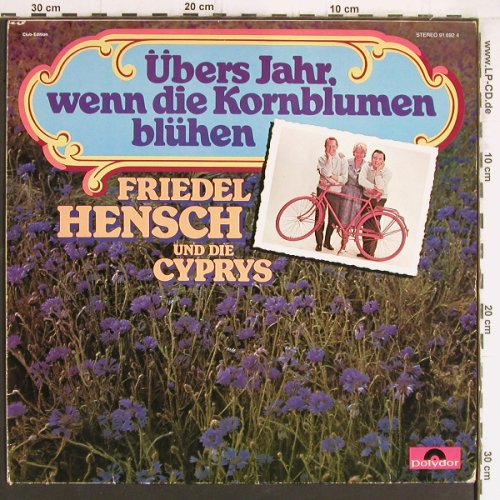 30 cm
20 cm
10 cm
Club-Edition
STEREO 91 692 4
www.LP-CD.de
Übers Jahr,
wenn die Kornblumen
blühen
FRIEDEL
HENSCH
UND DIE
CYPRYS
10 cm
20 cm
30 cm
Polydor